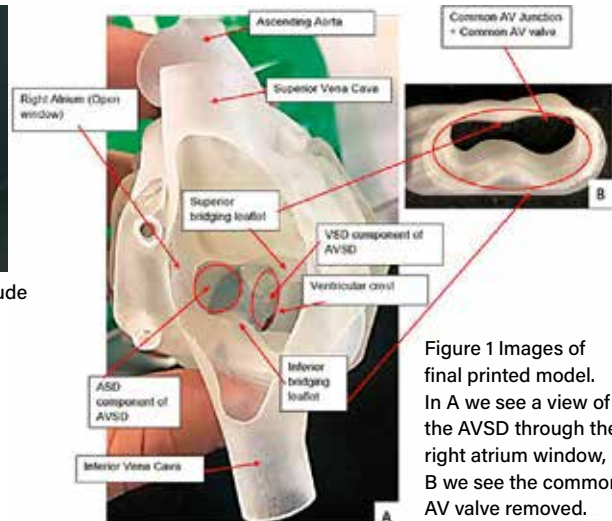 Ascending Aorta
Common AV Junction
+ Common AV valve
Superior Vena Cava
Right Atrium (Open
window)
B
Superior
bridging leaflet
VSD component of
AVSD
Ventricular crest
ude
Inferior
bridging
leaflet
ASD
component of
AVSD
Inferior Vena Cava
A
Figure 1 Images of
final printed model.
In A we see a view of
the AVSD through the
right atrium window,
B we see the common
AV valve removed.